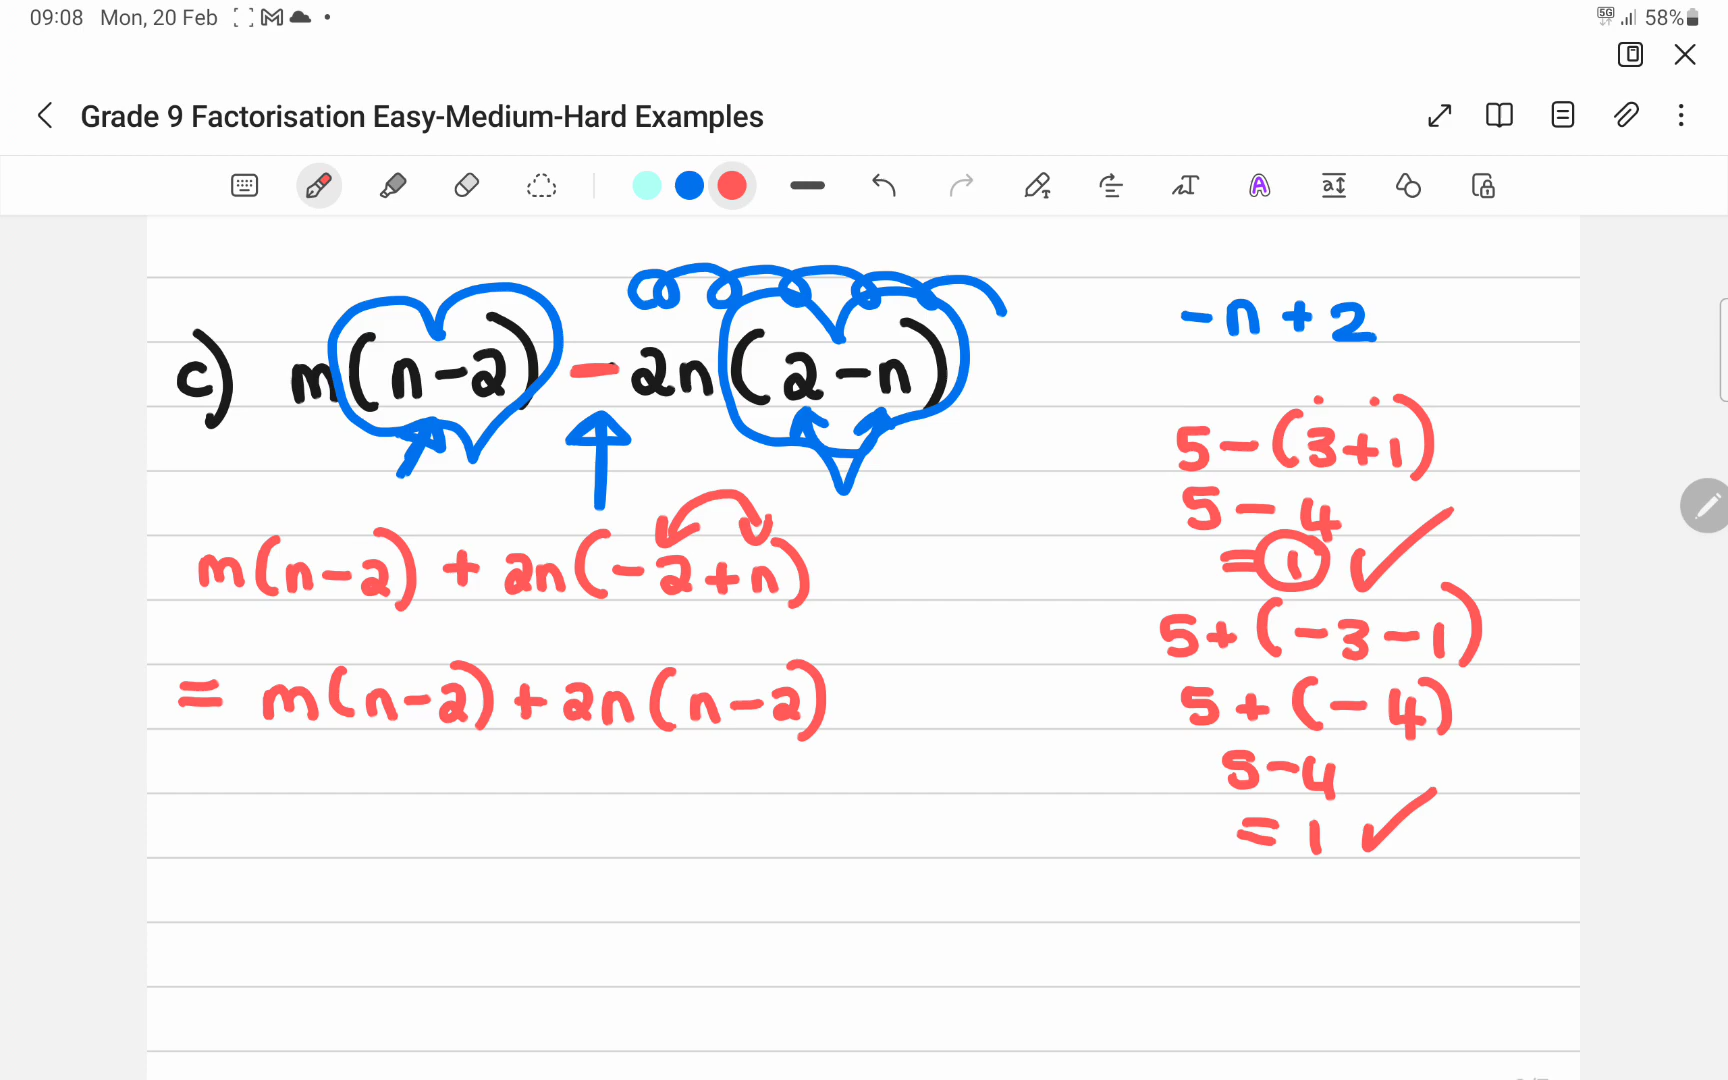 09:08 Mon, 20 Feb
5G 58%
Grade 9 Factorisation Easy-Medium-Hard Examples
c) m(n-2) - 2n(2-n)
m(n-2) + 2n(-2+n)
= m(n-2) + 2n(n-2)
-n + 2
5-(3+1)
5-4
= 1
5+(-3-1)
5+(-4)
5-4
= 1